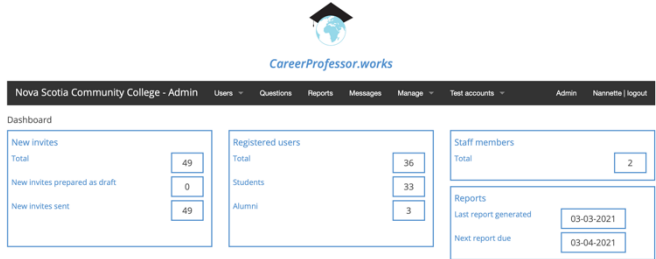 CareerProfessor.works
Nova Scotia Community College - Admin Users Questions Reports Messages Manage Test accounts Admin Nannette | logout
Dashboard
New invites
Total 49
New invites prepared as draft 0
New invites sent 49
Registered users
Total 36
Students 33
Alumni 3
Staff members
Total 2
Reports
Last report generated 03-03-2021
Next report due 03-04-2021